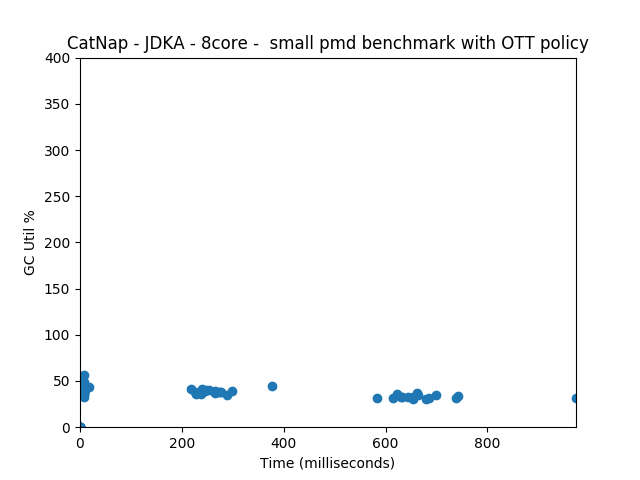 CatNap - JDKA - 8core -  small pmd benchmark with OTT policy
400
350
300
250
200
150
100
50
0
GC Util %
0 200 400 600 800
Time (milliseconds)